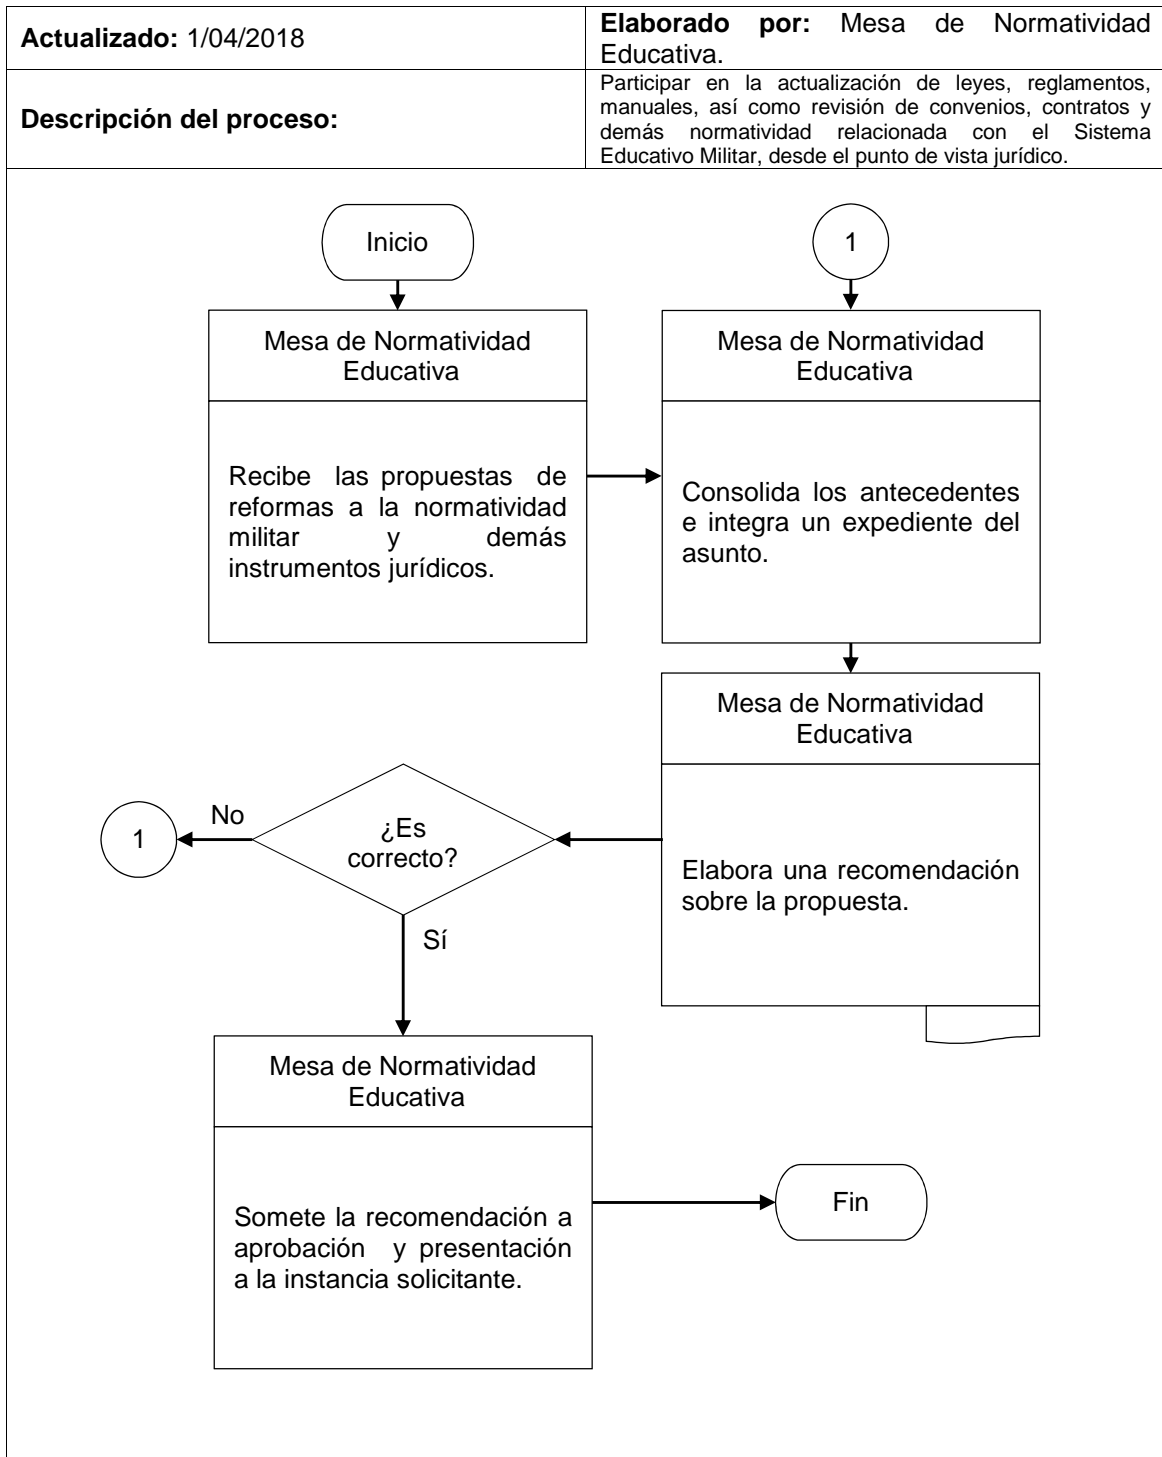 Actualizado: 1/04/2018
Elaborado por: Mesa de Normatividad
Educativa.
Descripción del proceso:
Participar en la actualización de leyes, reglamentos,
manuales, así como revisión de convenios, contratos y
demás normatividad relacionada con el Sistema
Educativo Militar, desde el punto de vista jurídico.
Inicio
1
Mesa de Normatividad
Educativa
Recibe las propuestas de
reformas a la normatividad
militar y demás
instrumentos jurídicos.
Mesa de Normatividad
Educativa
Consolida los antecedentes
e integra un expediente del
asunto.
Mesa de Normatividad
Educativa
Elabora una recomendación
sobre la propuesta.
¿Es
correcto?
No
1
Sí
Mesa de Normatividad
Educativa
Somete la recomendación a
aprobación y presentación
a la instancia solicitante.
Fin